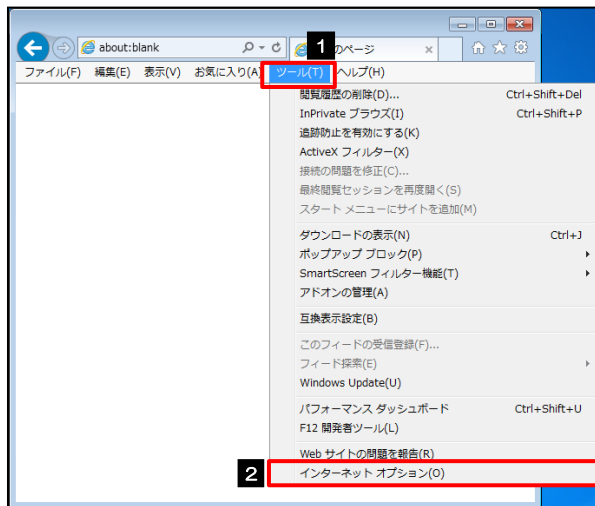 1
about:blank
のページ
ファイル(F) 編集(E) 表示(V) お気に入り(A) ツール(T) ヘルプ(H)
閲覧履歴の削除(D)... Ctrl+Shift+Del
InPrivate ブラウズ(I) Ctrl+Shift+P
追跡防止を有効にする(K)
ActiveX フィルター(X)
接続の問題を修正(C)...
最終閲覧セッションを再度開く(S)
スタート メニューにサイトを追加(M)
ダウンロードの表示(N) Ctrl+J
ポップアップ ブロック(P)
SmartScreen フィルター機能(T)
アドオンの管理(A)
互換表示設定(B)
このフィードの受信登録(F)...
フィード探索(E)
Windows Update(U)
パフォーマンス ダッシュボード Ctrl+Shift+U
F12 開発者ツール(L)
Web サイトの問題を報告(R)
2 インターネット オプション(O)